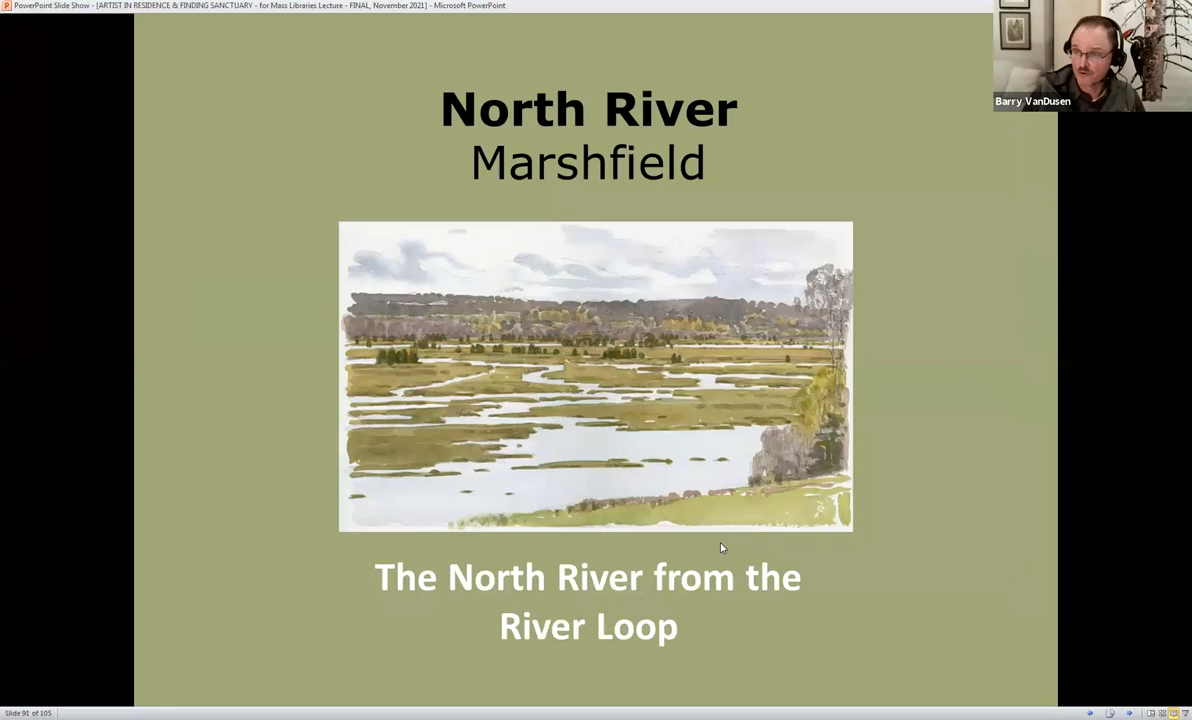 PowerPoint Slide Show - [ARTIST IN RESIDENCE & FINDING SANCTUARY - for Mass Libraries Lecture - FINAL, November 2021] - Microsoft PowerPoint
Barry VanDusen
North River
Marshfield
The North River from the
River Loop
Slide 91 of 105